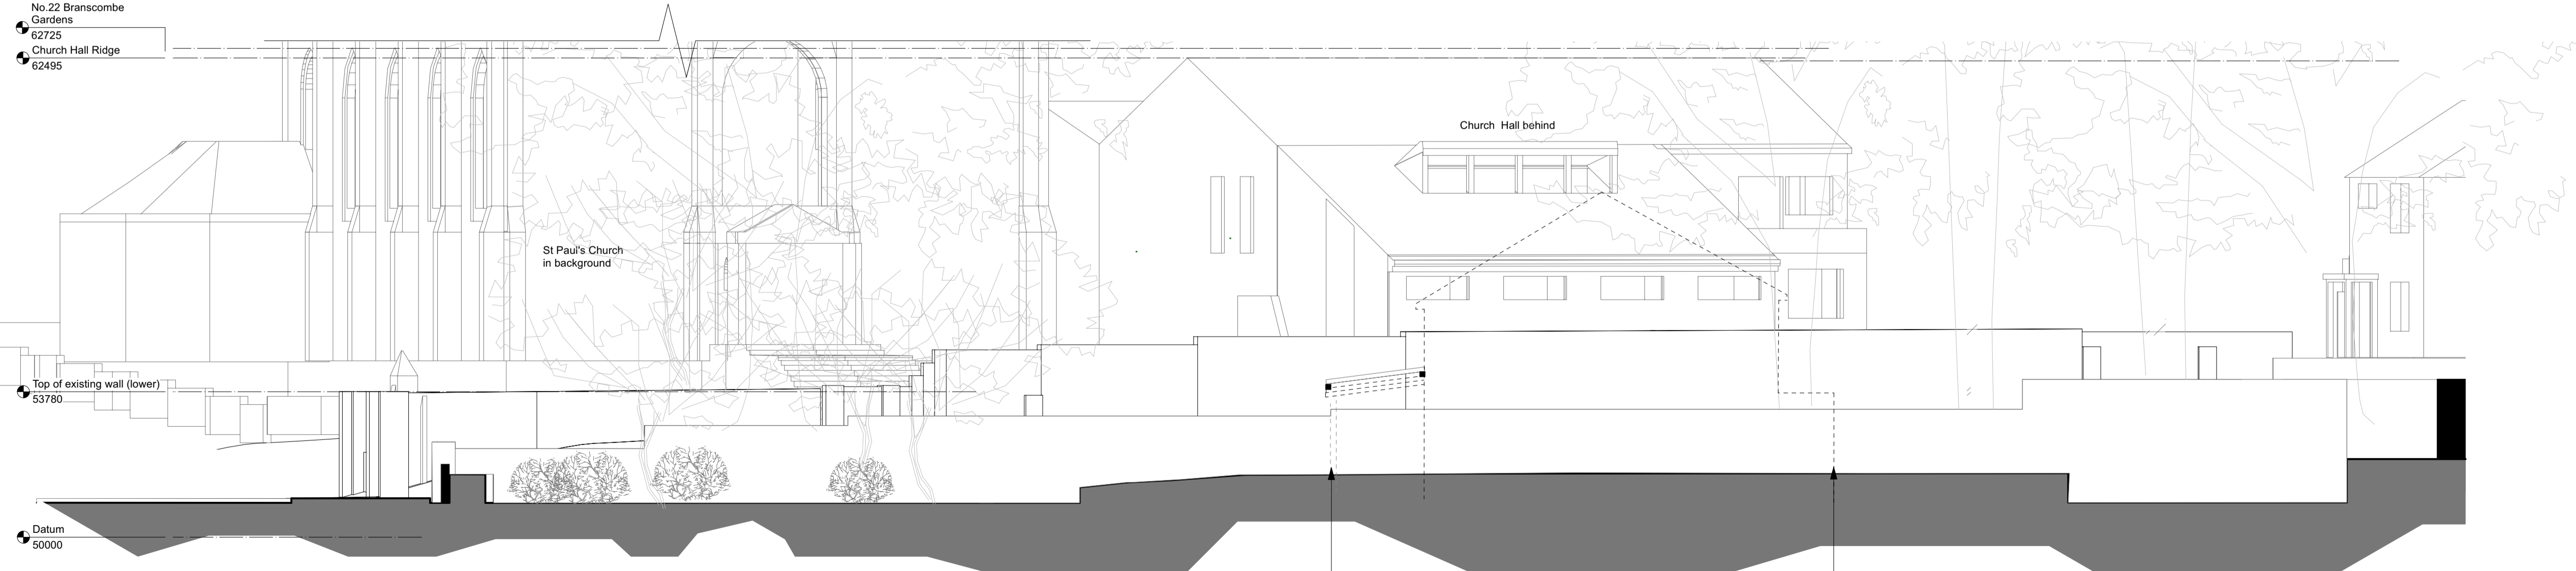 No.22 Branscombe
Gardens
62725
Church Hall Ridge
62495
Church Hall behind
St Paul's Church
in background
Top of existing wall (lower)
53780
Datum
50000